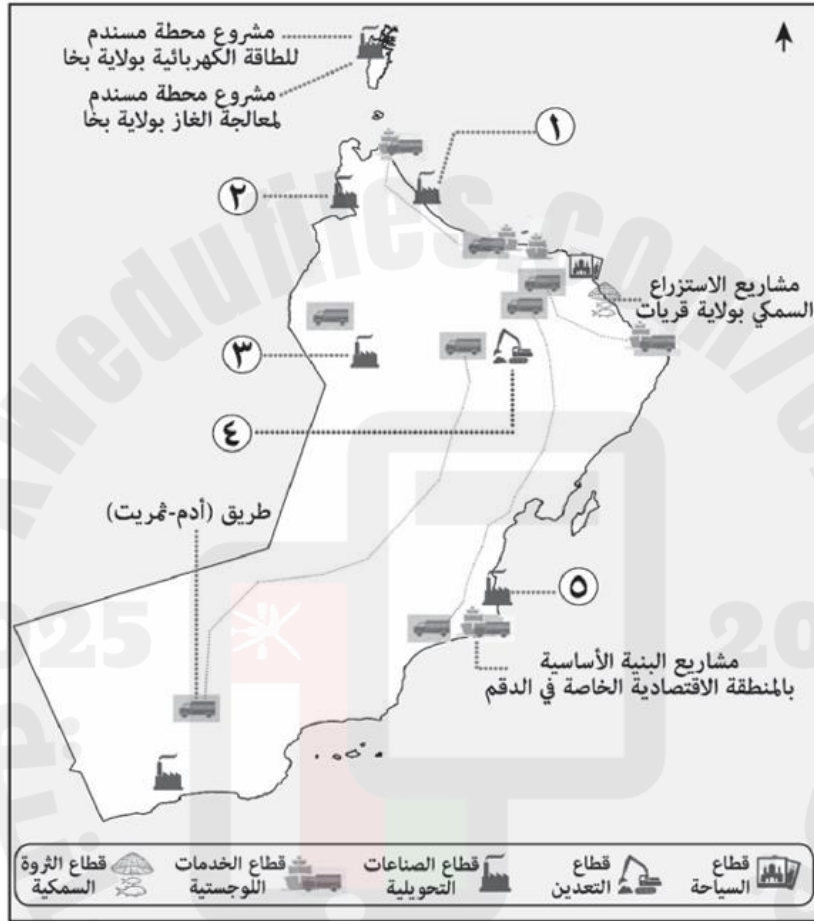 مشروع محطة مسندم
للطاقة الكهربائية بولاية بخا
مشروع محطة مسندم
لمعالجة الغاز بولاية بخا
١
٢
مشاريع الاستزراع
السمكي بولاية قريات
٣
٤
طريق (أدم-ثمريت)
٥
مشاريع البنية الأساسية
بالمنطقة الاقتصادية الخاصة في الدقم
قطاع
السياحة
قطاع
التعدين
قطاع الصناعات
التحويلية
قطاع الخدمات
اللوجستية
قطاع الثروة
السمكية